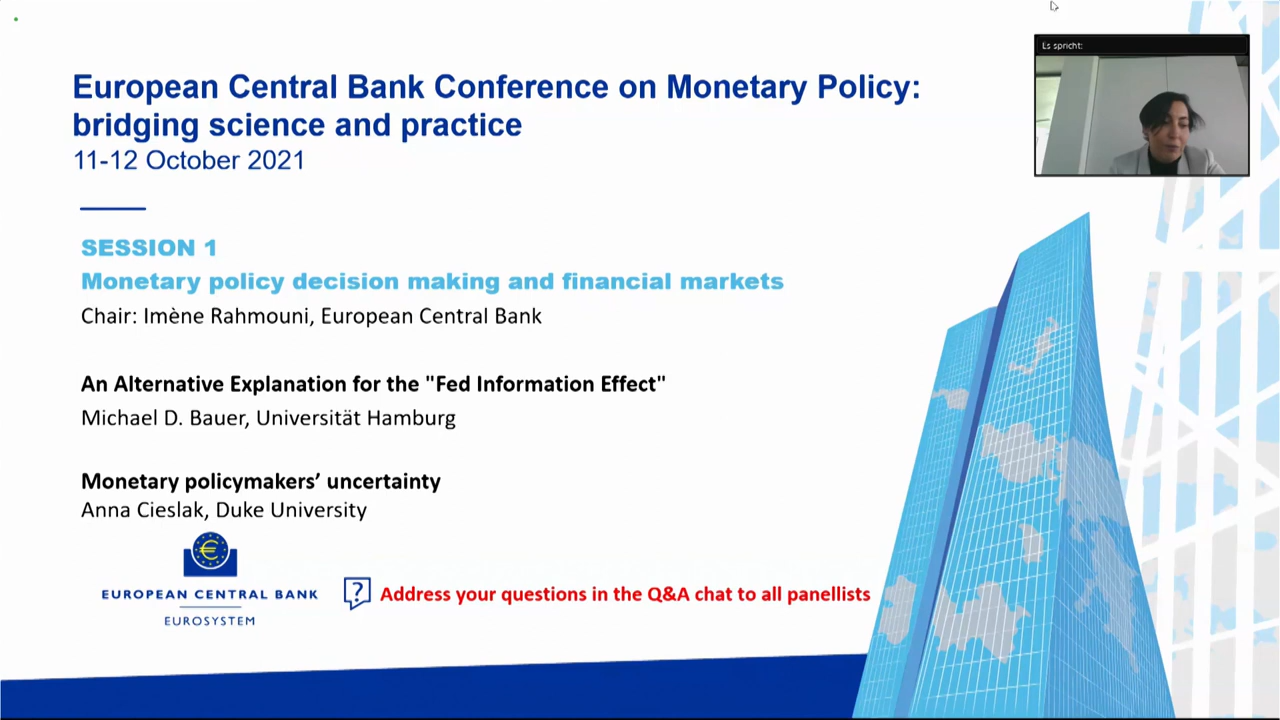 European Central Bank Conference on Monetary Policy:
bridging science and practice
11-12 October 2021
Es spricht:
SESSION 1
Monetary policy decision making and financial markets
Chair: Imène Rahmouni, European Central Bank
An Alternative Explanation for the "Fed Information Effect"
Michael D. Bauer, Universität Hamburg
Monetary policymakers’ uncertainty
Anna Cieslak, Duke University
€
EUROPEAN CENTRAL BANK
EUROSYSTEM
? Address your questions in the Q&A chat to all panellists